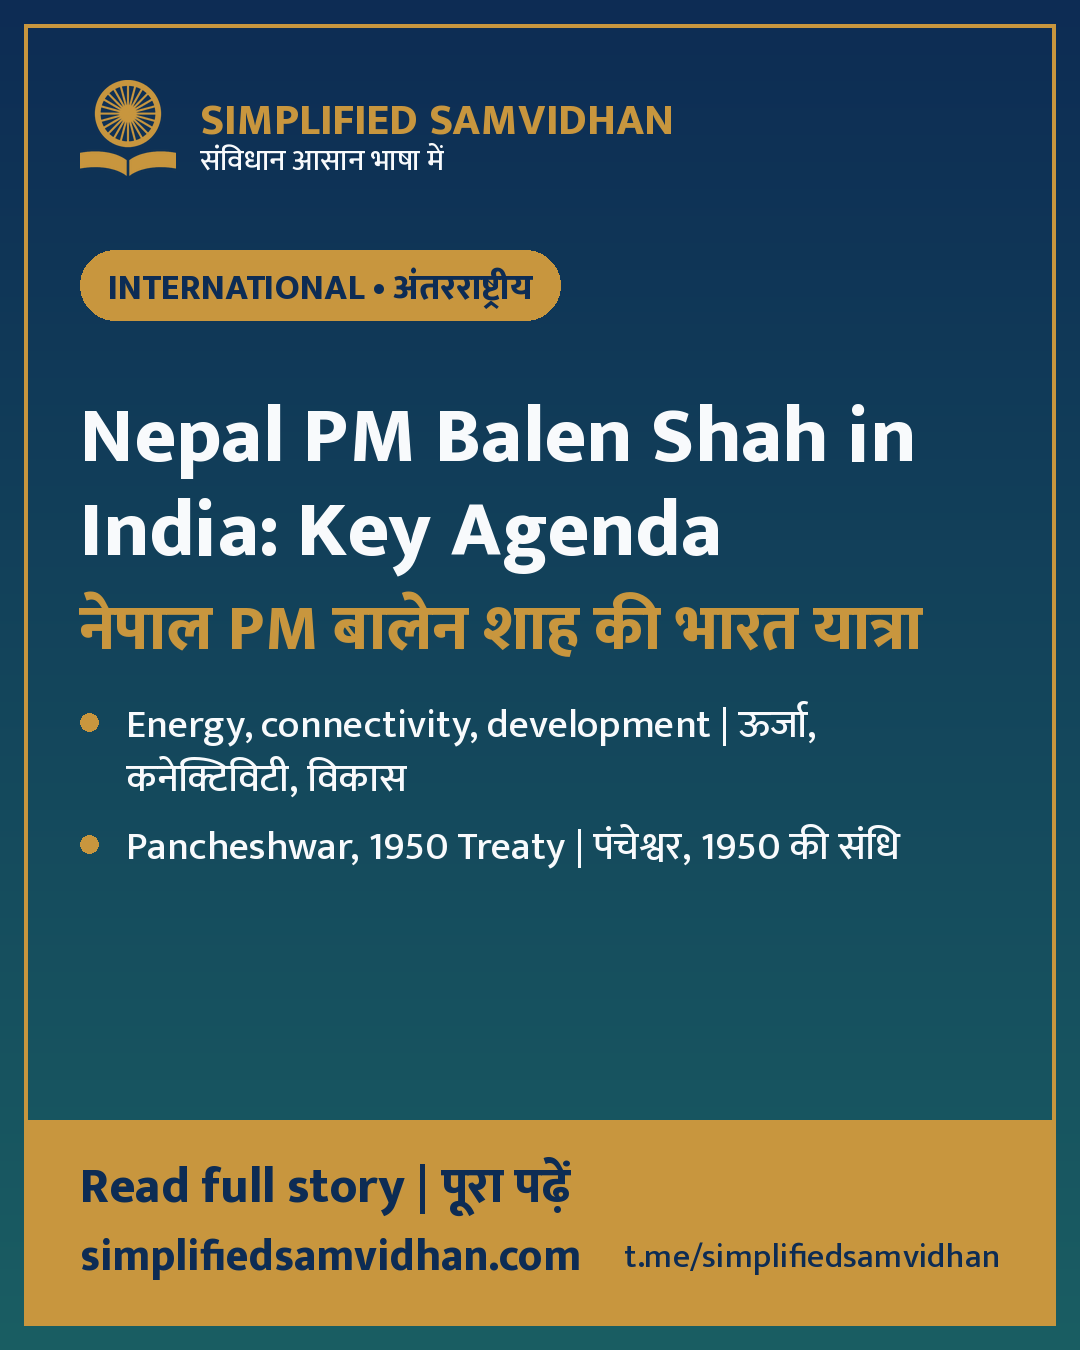 SIMPLIFIED SAMVIDHAN
संविधान आसान भाषा में
INTERNATIONAL • अंतरराष्ट्रीय
Nepal PM Balen Shah in
India: Key Agenda
नेपाल PM बालेन शाह की भारत यात्रा
Energy, connectivity, development | ऊर्जा,
कनेक्टिविटी, विकास
Pancheshwar, 1950 Treaty | पंचेश्वर, 1950 की संधि
Read full story | पूरा पढ़ें
simplifiedsamvidhan.com t.me/simplifiedsamvidhan